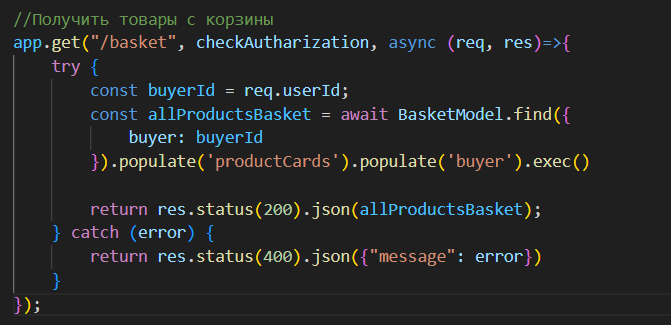 //Получить товары с корзины
app.get("/basket", checkAutharization, async (req, res)=>{
    try {
        const buyerId = req.userId;
        const allProductsBasket = await BasketModel.find({
            buyer: buyerId
        }).populate('productCards').populate('buyer').exec()

        return res.status(200).json(allProductsBasket);
    } catch (error) {
        return res.status(400).json({"message": error})
    }
});